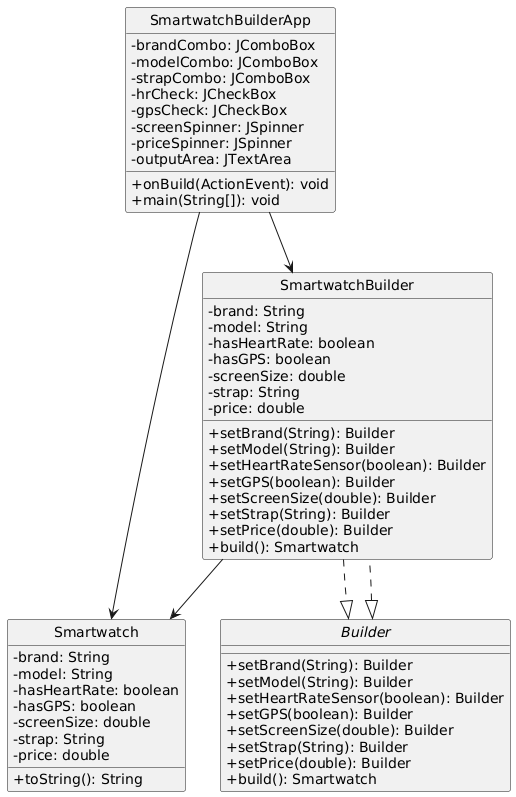 SmartwatchBuilderApp
-brandCombo: JComboBox
-modelCombo: JComboBox
-strapCombo: JComboBox
-hrCheck: JCheckBox
-gpsCheck: JCheckBox
-screenSpinner: JSpinner
-priceSpinner: JSpinner
-outputArea: JTextArea
+onBuild(ActionEvent): void
+main(String[]): void
SmartwatchBuilder
-brand: String
-model: String
-hasHeartRate: boolean
-hasGPS: boolean
-screenSize: double
-strap: String
-price: double
+setBrand(String): Builder
+setModel(String): Builder
+setHeartRateSensor(boolean): Builder
+setGPS(boolean): Builder
+setScreenSize(double): Builder
+setStrap(String): Builder
+setPrice(double): Builder
+build(): Smartwatch
Smartwatch
-brand: String
-model: String
-hasHeartRate: boolean
-hasGPS: boolean
-screenSize: double
-strap: String
-price: double
+toString(): String
Builder
+setBrand(String): Builder
+setModel(String): Builder
+setHeartRateSensor(boolean): Builder
+setGPS(boolean): Builder
+setScreenSize(double): Builder
+setStrap(String): Builder
+setPrice(double): Builder
+build(): Smartwatch